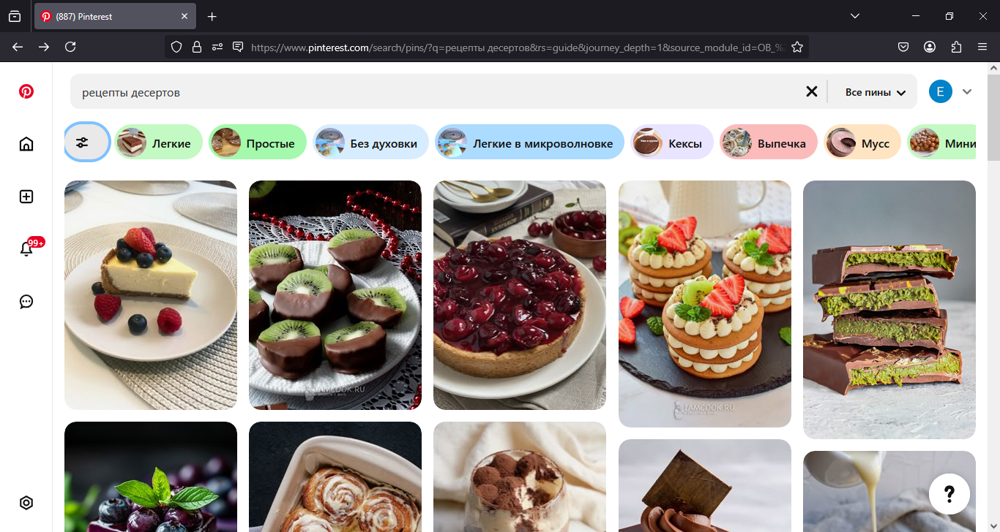 (887) Pinterest
https://www.pinterest.com/search/pins/?q=рецепты десертов&rs=guide&journey_depth=1&source_module_id=OB_%
рецепты десертов
Все пины
E
Легкие
Простые
Без духовки
Легкие в микроволновке
Кексы
Выпечка
Мусс
Мини
99+
IAMCOOK.RU
IAMCOOK.RU
?